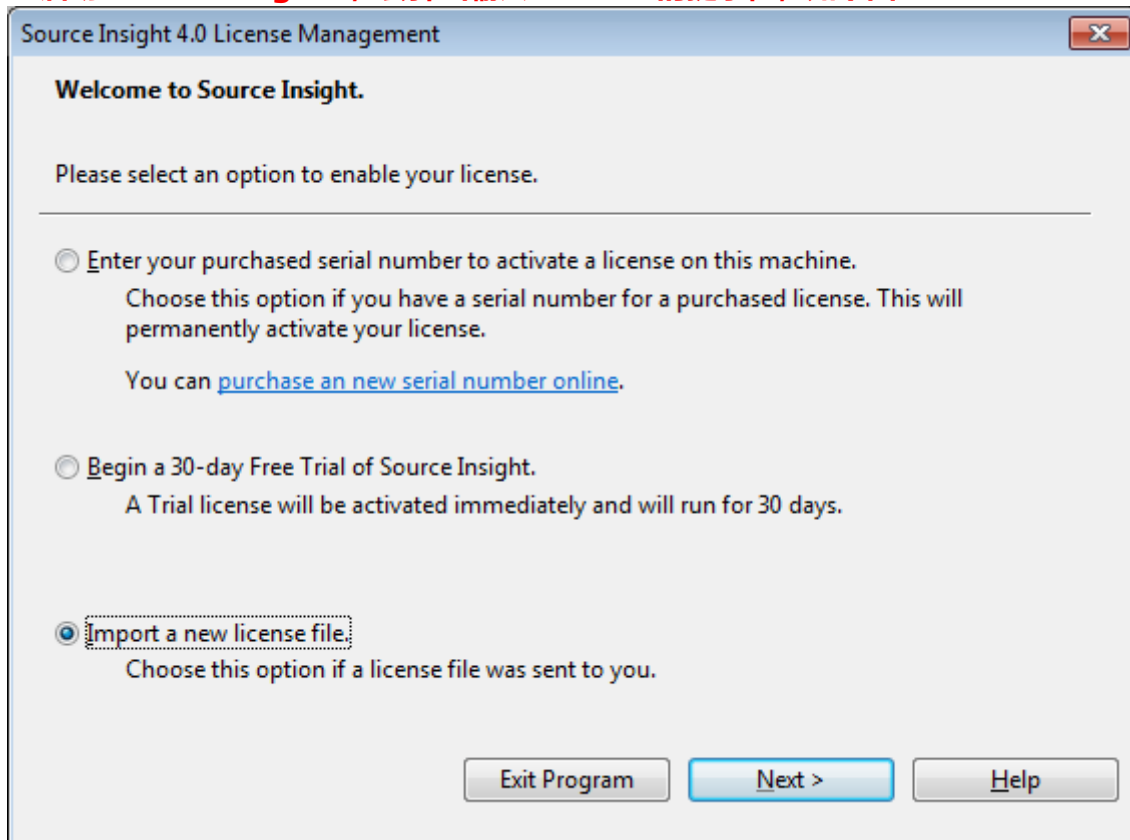 Source Insight 4.0 License Management
Welcome to Source Insight.
Please select an option to enable your license.
Enter your purchased serial number to activate a license on this machine.
Choose this option if you have a serial number for a purchased license. This will
permanently activate your license.
You can purchase an new serial number online.
Begin a 30-day Free Trial of Source Insight.
A Trial license will be activated immediately and will run for 30 days.
Import a new license file.
Choose this option if a license file was sent to you.
Exit Program
Next >
Help